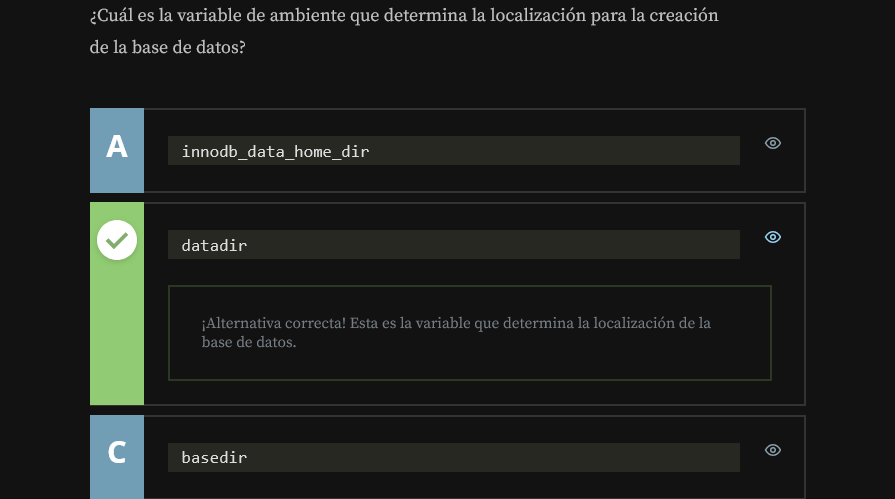 ¿Cuál es la variable de ambiente que determina la localización para la creación
de la base de datos?
A
innodb_data_home_dir
datadir
¡Alternativa correcta! Esta es la variable que determina la localización de la
base de datos.
C
basedir